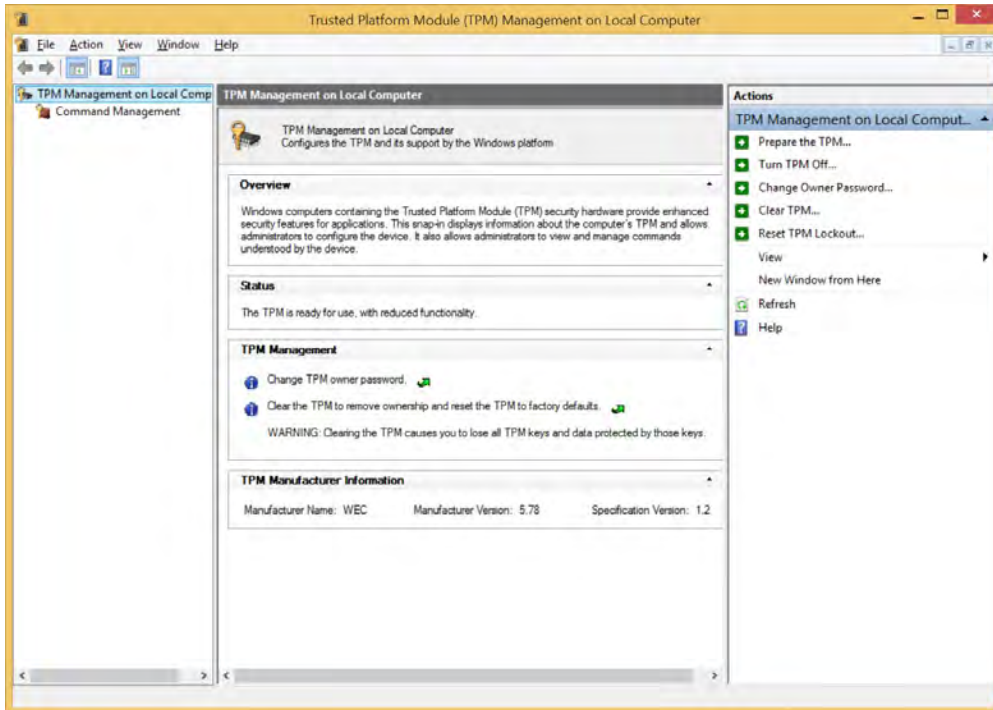 Trusted Platform Module (TPM) Management on Local Computer
File Action View Window Help
TPM Management on Local Comp
Command Management
TPM Management on Local Computer
TPM Management on Local Computer
Configures the TPM and its support by the Windows platform
Overview
Windows computers containing the Trusted Platform Module (TPM) security hardware provide enhanced
security features for applications. This snap-in displays information about the computer's TPM and allows
administrators to configure the device. It also allows administrators to view and manage commands
understood by the device.
Status
The TPM is ready for use, with reduced functionality.
TPM Management
Change TPM owner password.
Clear the TPM to remove ownership and reset the TPM to factory defaults.
WARNING: Clearing the TPM causes you to lose all TPM keys and data protected by those keys.
TPM Manufacturer Information
Manufacturer Name: WEC Manufacturer Version: 5.78 Specification Version: 1.2
Actions
TPM Management on Local Comput...
Prepare the TPM...
Turn TPM Off...
Change Owner Password...
Clear TPM...
Reset TPM Lockout...
View
New Window from Here
Refresh
Help